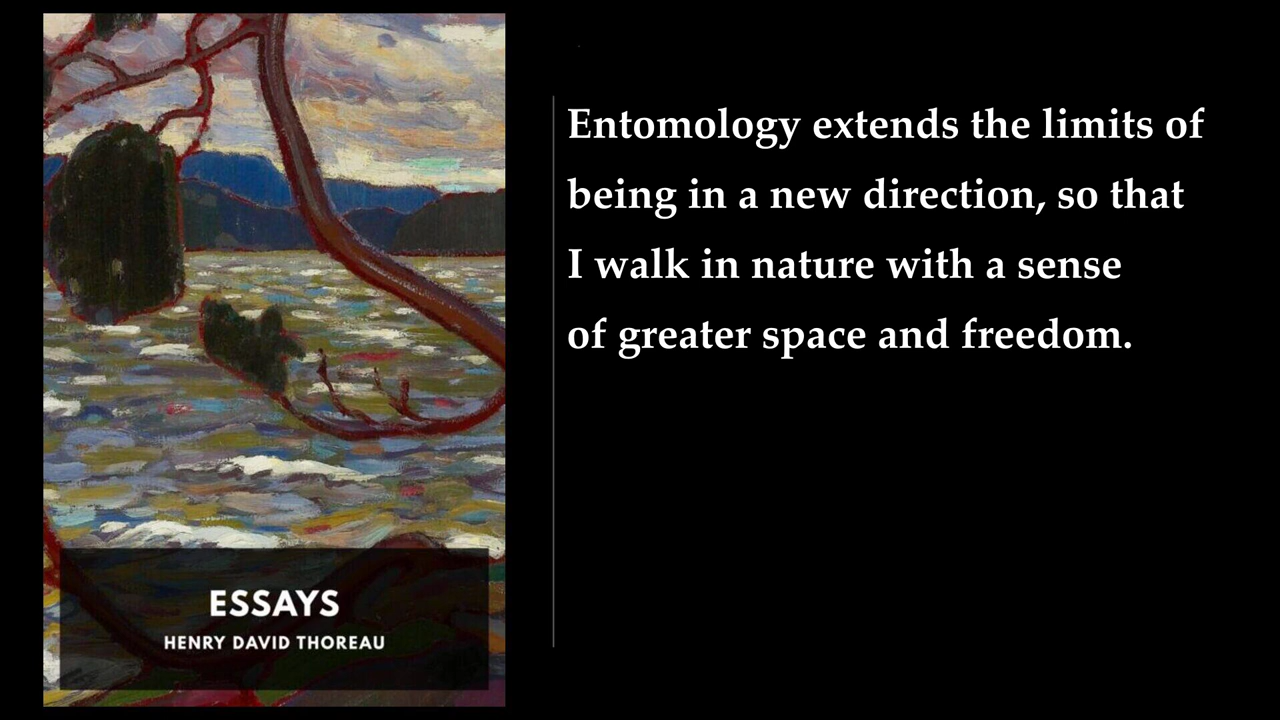 ESSAYS
HENRY DAVID THOREAU
Entomology extends the limits of
being in a new direction, so that
I walk in nature with a sense
of greater space and freedom.